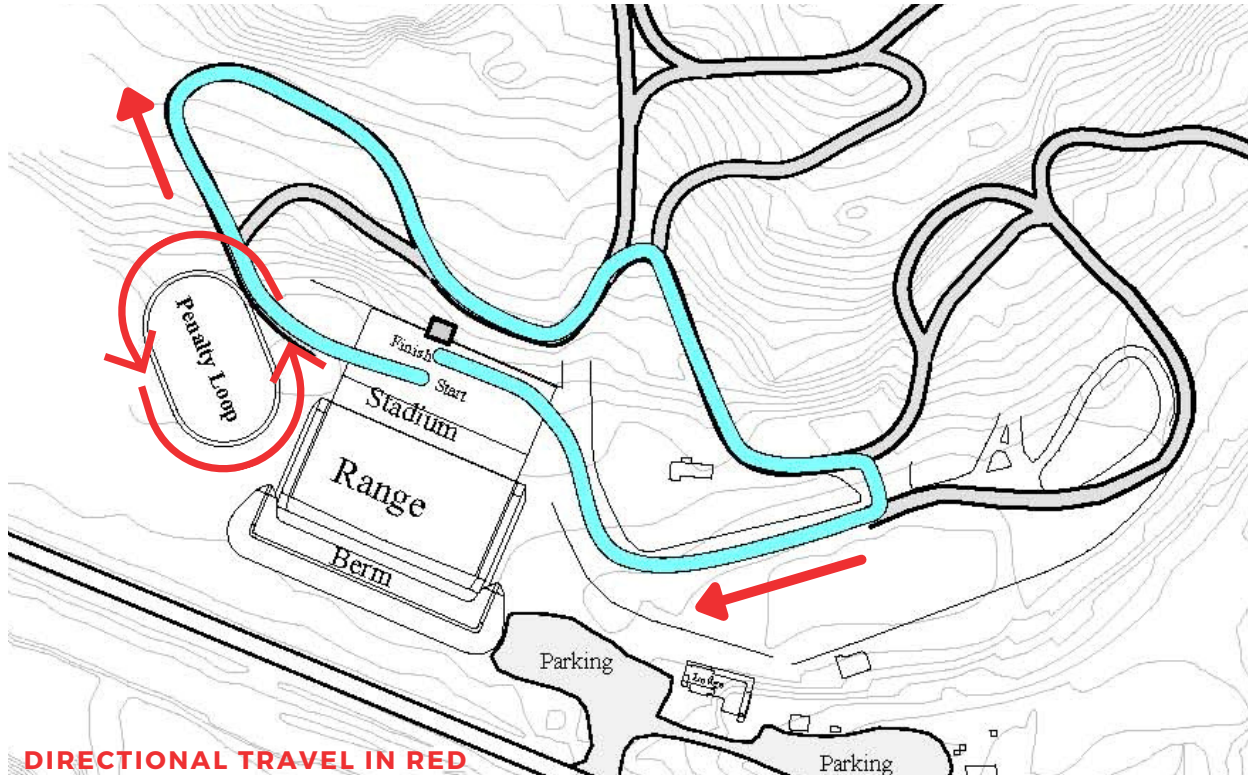 Penalty Loop
Finish
Start
Stadium
Range
Berm
Parking
Lodge
Parking
DIRECTIONAL TRAVEL IN RED